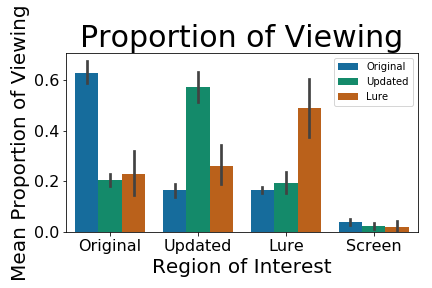 Proportion of Viewing
Mean Proportion of Viewing
0.6
0.4
0.2
0.0
Original
Updated
Lure
Original Updated Lure Screen
Region of Interest